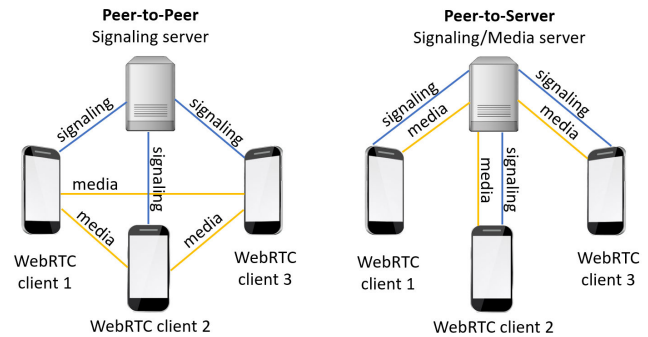 Peer-to-Peer
Signaling server
signaling
signaling
signaling
media
media
media
WebRTC
client 1
WebRTC client 2
WebRTC
client 3
Peer-to-Server
Signaling/Media server
signaling
media
signaling
media
media
signaling
WebRTC
client 1
WebRTC client 2
WebRTC
client 3